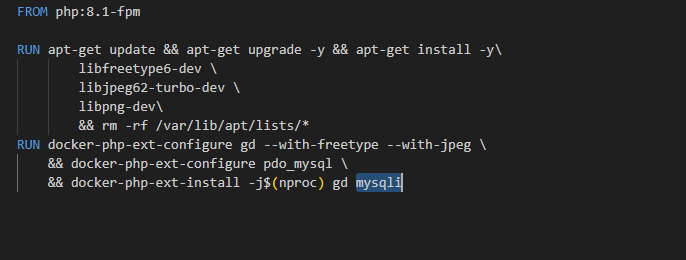 FROM php:8.1-fpm
RUN apt-get update && apt-get upgrade -y && apt-get install -y\
libfreetype6-dev \
libjpeg62-turbo-dev \
libpng-dev\
&& rm -rf /var/lib/apt/lists/*
RUN docker-php-ext-configure gd --with-freetype --with-jpeg \
&& docker-php-ext-configure pdo_mysql \
&& docker-php-ext-install -j$(nproc) gd mysqli